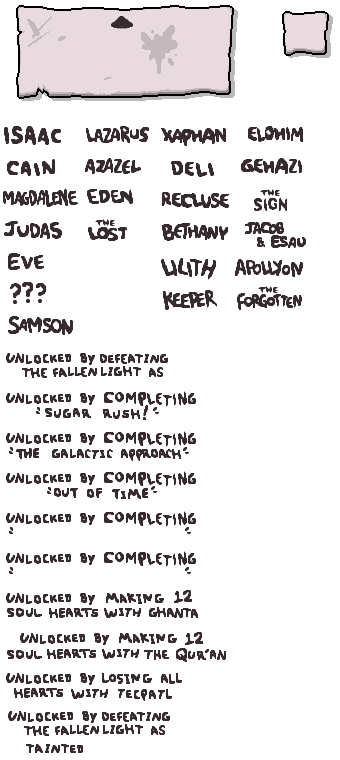 ISAAC LAZARUS XAPHAN ELOHIM
CAIN AZAZEL DELI GEHAZI
MAGDALENE EDEN RECLUSE THE SIGN
JUDAS THE LOST BETHANY JACOB & ESAU
EVE LILITH APOLLYON
??? KEEPER THE FORGOTTEN
SAMSON
UNLOCKED BY DEFEATING
THE FALLEN LIGHT AS
UNLOCKED BY COMPLETING
"SUGAR RUSH!"
UNLOCKED BY COMPLETING
"THE GALACTIC APPROACH"
UNLOCKED BY COMPLETING
"OUT OF TIME"
UNLOCKED BY COMPLETING
" "
UNLOCKED BY COMPLETING
" "
UNLOCKED BY MAKING 12
SOUL HEARTS WITH GHANTA
UNLOCKED BY MAKING 12
SOUL HEARTS WITH THE QUR'AN
UNLOCKED BY LOSING ALL
HEARTS WITH TECPATL
UNLOCKED BY DEFEATING
THE FALLEN LIGHT AS
TAINTED